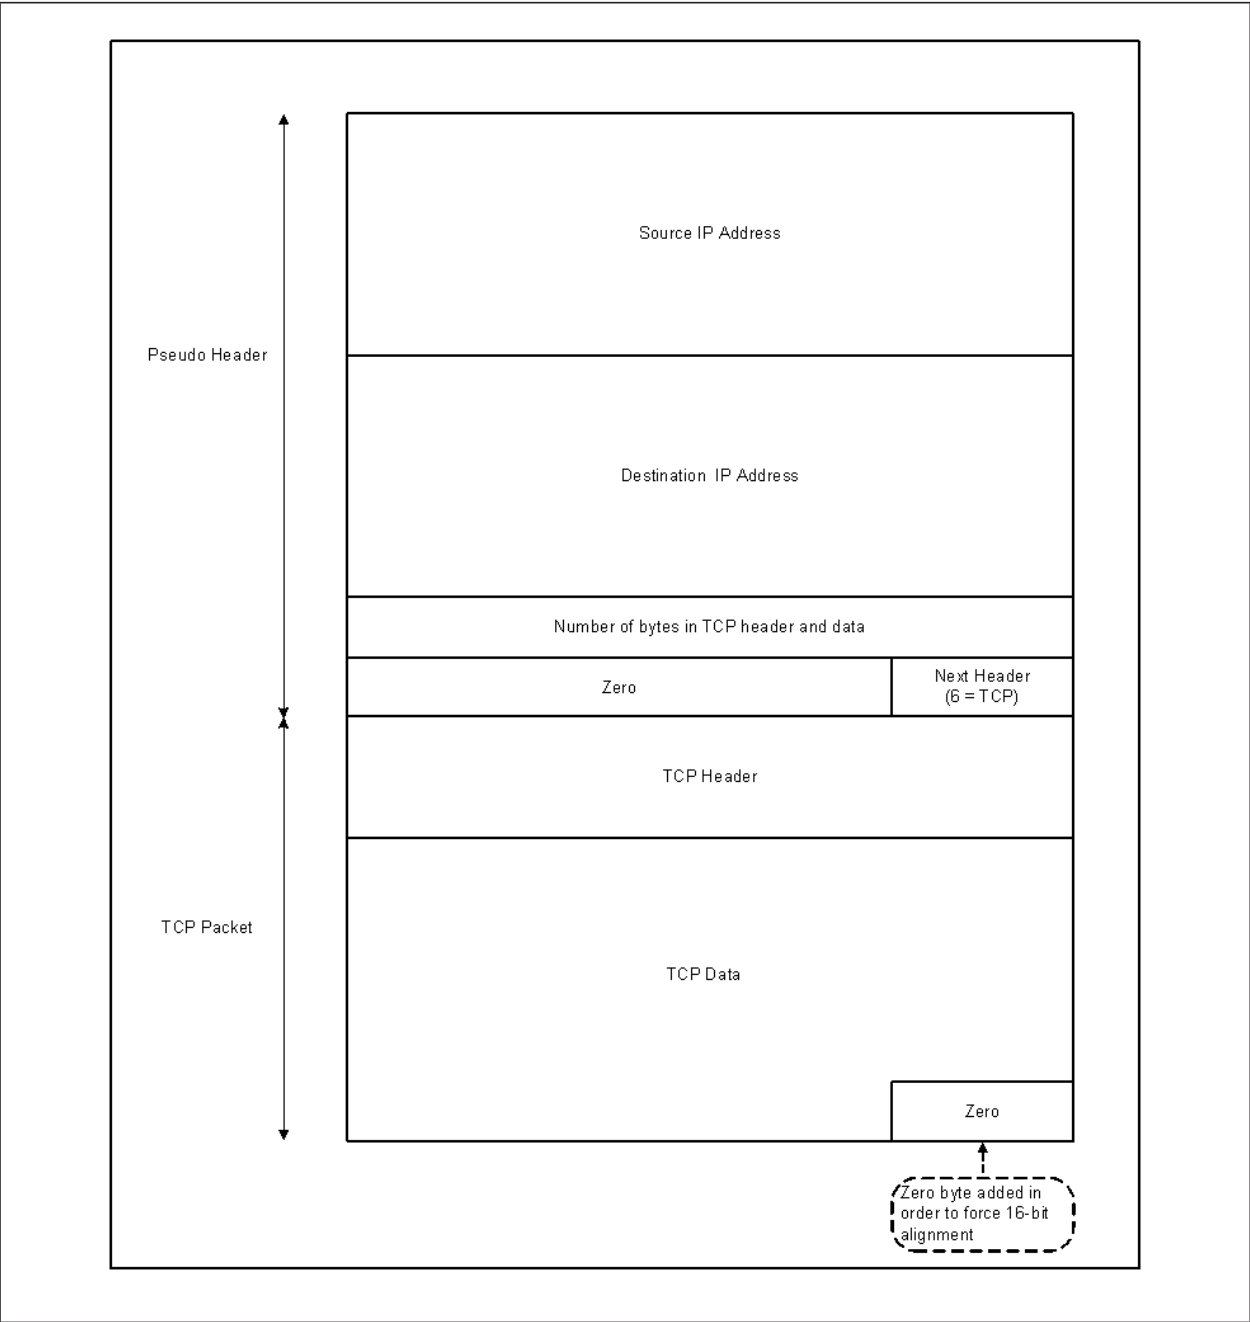 Source IP Address
Pseudo Header
Destination IP Address
Number of bytes in TCP header and data
Zero
Next Header
(6 = TCP)
TCP Header
TCP Packet
TCP Data
Zero
Zero byte added in
order to force 16-bit
alignment